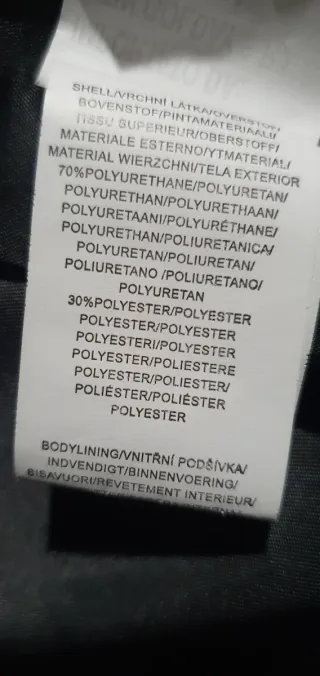 SHELL/VRCHNÍ LÁTKA/OVERSTOF/
BOVENSTOF/PINTAMATERIAALI/
TISSU SUPERIEUR/OBERSTOFF/
MATERIALE ESTERNO/YTMATERIAL/
MATERIAL WIERZCHNI/TELA EXTERIOR
70%POLYURETHANE/POLYURETAN/
POLYURETHAN/POLYURETHAAN/
POLYURETAANI/POLYURÉTHANE/
POLYURETHAN/POLIURETANICA/
POLYURETAN/POLIURETAN/
POLIURETANO /POLIURETANO/
POLYURETAN
30%POLYESTER/POLYESTER
POLYESTER/POLYESTER
POLYESTERI/POLYESTER
POLYESTER/POLIESTERE
POLYESTER/POLIESTER/
POLIÉSTER/POLIÉSTER
POLYESTER
BODYLINING/VNITŘNÍ PODŠÍVKA/
INDVENDIGT/BINNENVOERING/
SISAVUORI/REVETEMENT INTERIEUR/